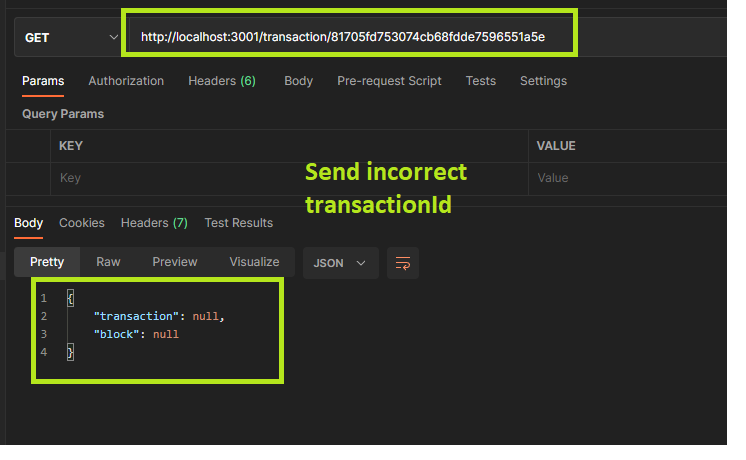 GET http://localhost:3001/transaction/81705fd753074cb68fdde7596551a5e
Params Authorization Headers (6) Body Pre-request Script Tests Settings
Query Params
KEY VALUE
Key Value
Send incorrect
transactionId
Body Cookies Headers (7) Test Results
Pretty Raw Preview Visualize JSON
1 {
2 "transaction": null,
3 "block": null
4 }